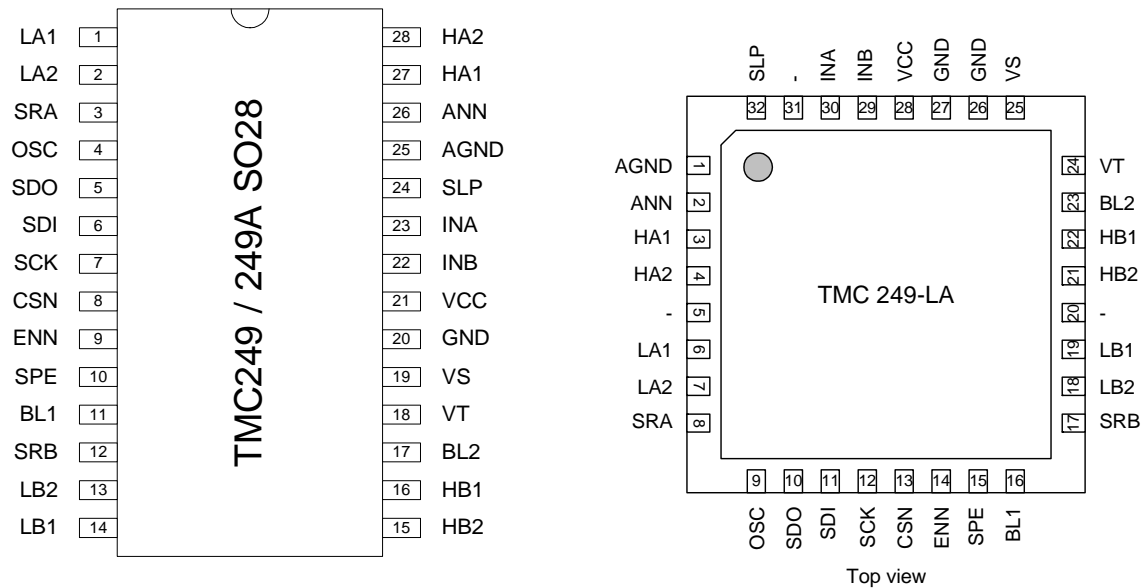 LA1 1 28 HA2
LA2 2 27 HA1
SRA 3 26 ANN
OSC 4 25 AGND
SDO 5 24 SLP
SDI 6 23 INA
SCK 7 22 INB
CSN 8 21 VCC
ENN 9 20 GND
SPE 10 19 VS
BL1 11 18 VT
SRB 12 17 BL2
LB2 13 16 HB1
LB1 14 15 HB2
TMC249 / 249A SO28
SLP - INA INB VCC GND GND VS
32 31 30 29 28 27 26 25
AGND 1 24 VT
ANN 2 23 BL2
HA1 3 22 HB1
HA2 4 21 HB2
- 5 20 -
LA1 6 19 LB1
LA2 7 18 LB2
SRA 8 17 SRB
TMC 249-LA
9 10 11 12 13 14 15 16
OSC SDO SDI SCK CSN ENN SPE BL1
Top view